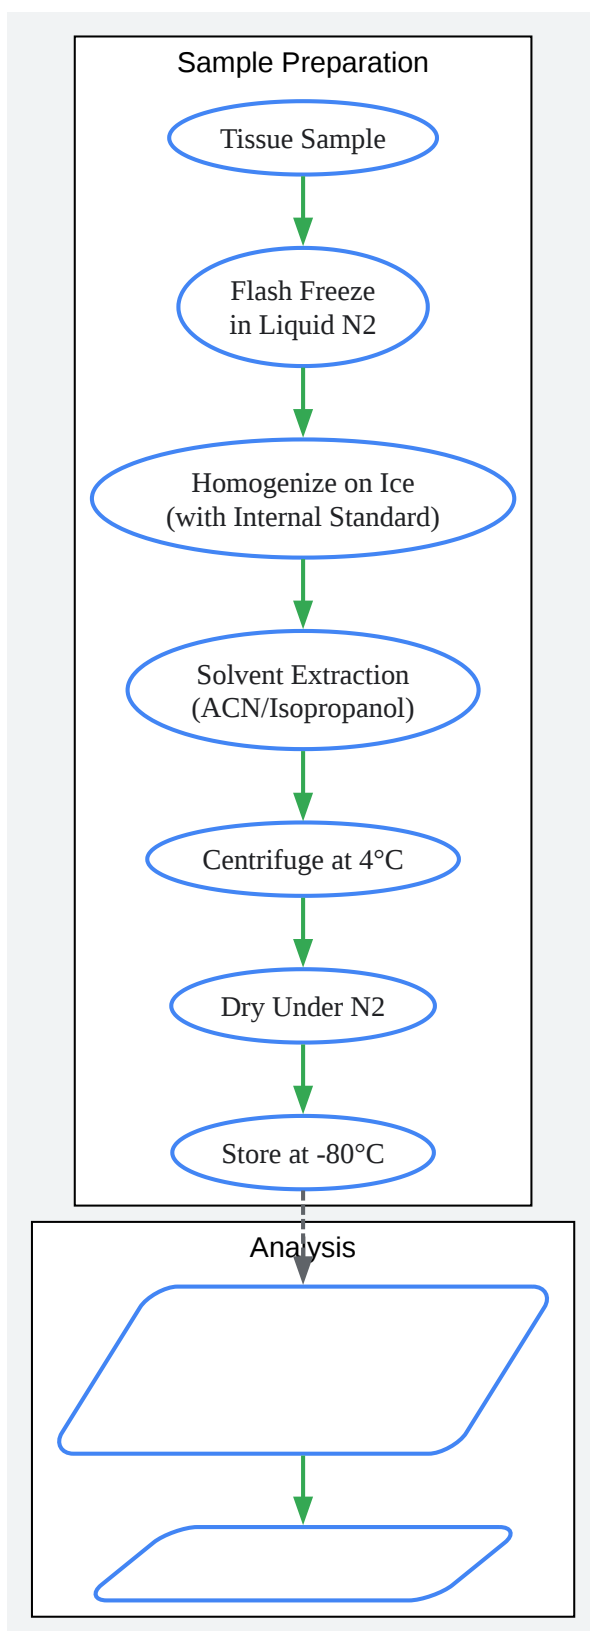 Sample Preparation
Tissue Sample
Flash Freeze
in Liquid N2
Homogenize on Ice
(with Internal Standard)
Solvent Extraction
(ACN/Isopropanol)
Centrifuge at 4°C
Dry Under N2
Store at -80°C
Analysis